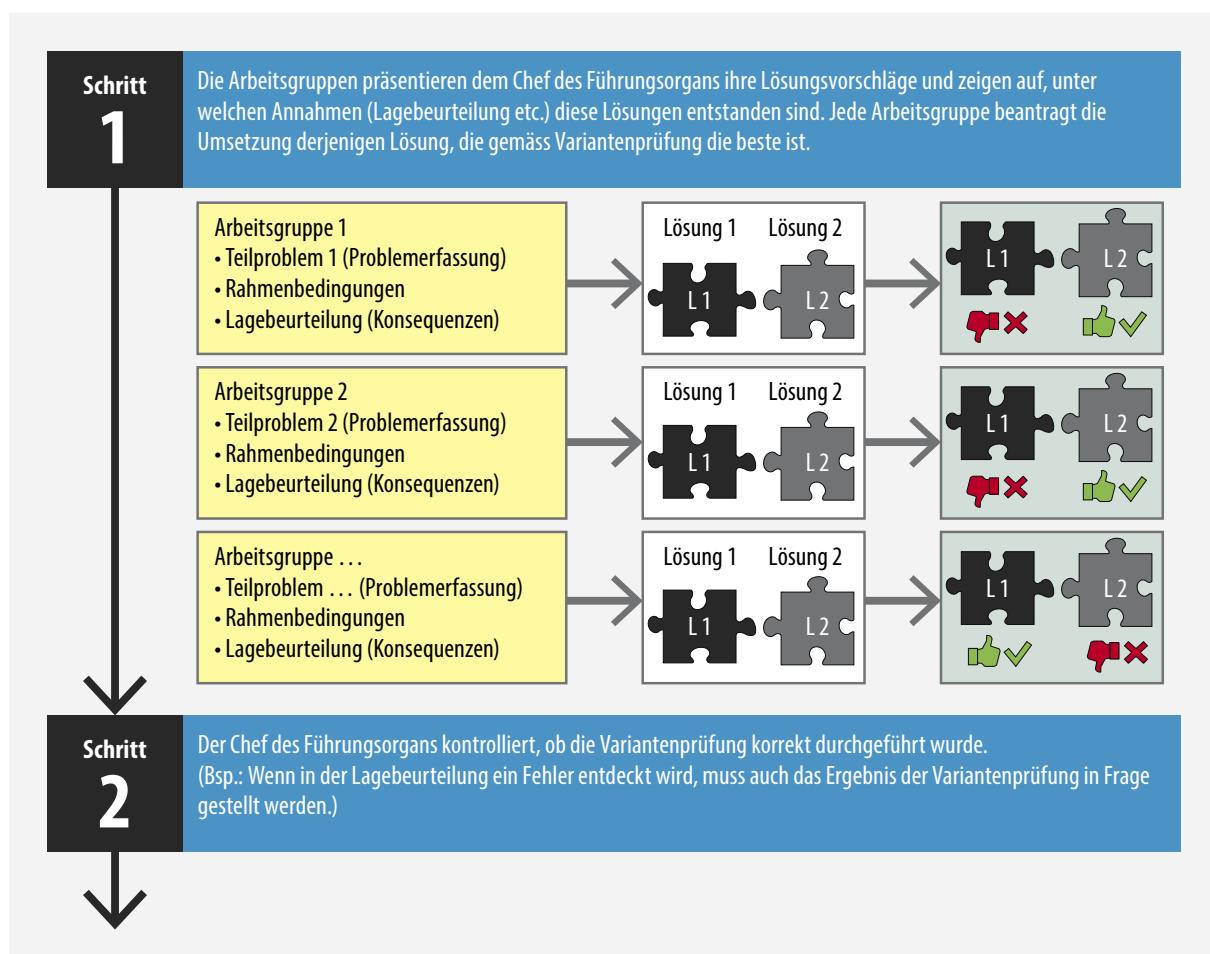 Schritt
1
Die Arbeitsgruppen präsentieren dem Chef des Führungsorgans ihre Lösungsvorschläge und zeigen auf, unter
welchen Annahmen (Lagebeurteilung etc.) diese Lösungen entstanden sind. Jede Arbeitsgruppe beantragt die
Umsetzung derjenigen Lösung, die gemäss Variantenprüfung die beste ist.
Arbeitsgruppe 1
• Teilproblem 1 (Problemerfassung)
• Rahmenbedingungen
• Lagebeurteilung (Konsequenzen)
Lösung 1 Lösung 2
L 1 L 2
L 1 L 2
Arbeitsgruppe 2
• Teilproblem 2 (Problemerfassung)
• Rahmenbedingungen
• Lagebeurteilung (Konsequenzen)
Lösung 1 Lösung 2
L 1 L 2
L 1 L 2
Arbeitsgruppe …
• Teilproblem … (Problemerfassung)
• Rahmenbedingungen
• Lagebeurteilung (Konsequenzen)
Lösung 1 Lösung 2
L 1 L 2
L 1 L 2
Schritt
2
Der Chef des Führungsorgans kontrolliert, ob die Variantenprüfung korrekt durchgeführt wurde.
(Bsp.: Wenn in der Lagebeurteilung ein Fehler entdeckt wird, muss auch das Ergebnis der Variantenprüfung in Frage
gestellt werden.)